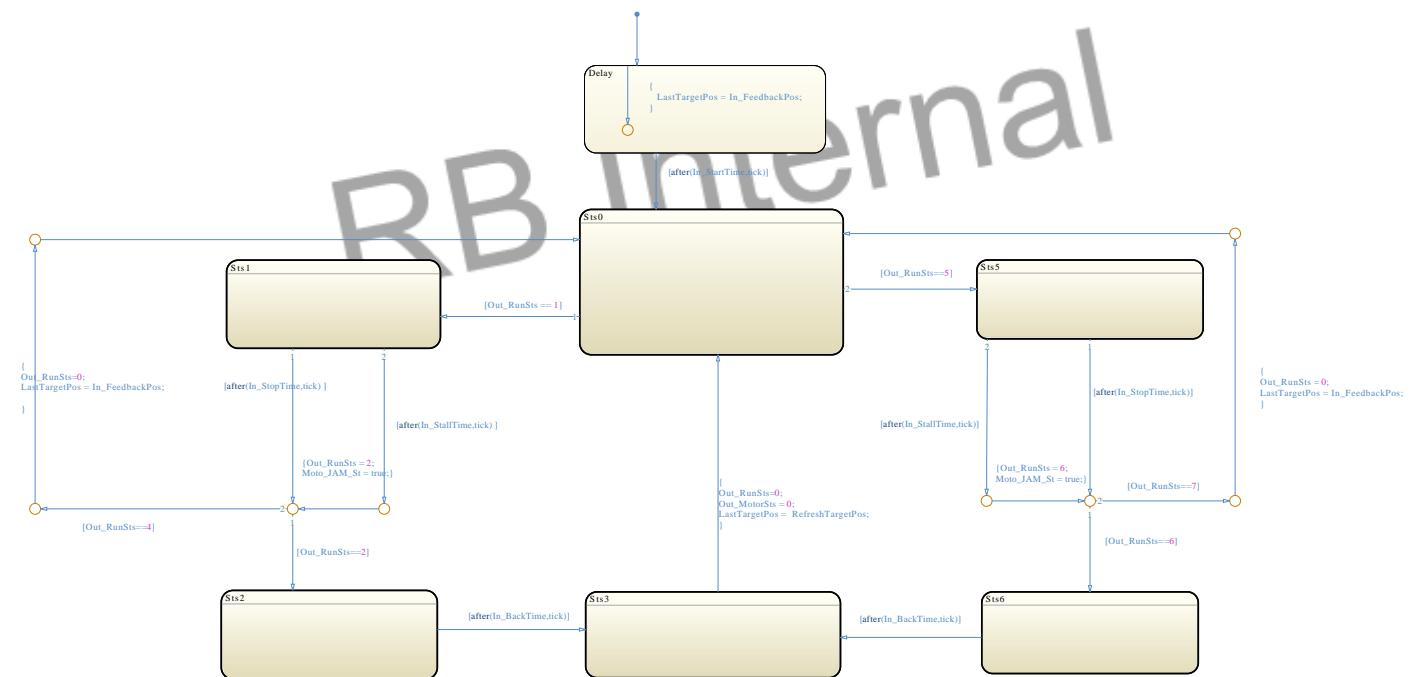 RB Internal
Delay
{
LastTargetPos = In_FeedbackPos;
}
[after(In_StartTime,tick)]
Sts0
Sts1
Sts5
[Out_RunSts==5]
2
[Out_RunSts == 1]
1
1
2
2
1
{
Out_RunSts=0;
LastTargetPos = In_FeedbackPos;
}
[after(In_StopTime,tick) ]
[after(In_StallTime,tick) ]
[after(In_StopTime,tick)]
[after(In_StallTime,tick)]
{
Out_RunSts = 0;
LastTargetPos = In_FeedbackPos;
}
{Out_RunSts = 2;
Moto_JAM_St = true;}
{Out_RunSts = 6;
Moto_JAM_St = true;}
[Out_RunSts==7]
{
Out_RunSts=0;
Out_MotorSts = 0;
LastTargetPos =  RefreshTargetPos;
}
2
1
2
1
[Out_RunSts==4]
[Out_RunSts==2]
[Out_RunSts==6]
Sts2
Sts3
Sts6
[after(In_BackTime,tick)]
[after(In_BackTime,tick)]